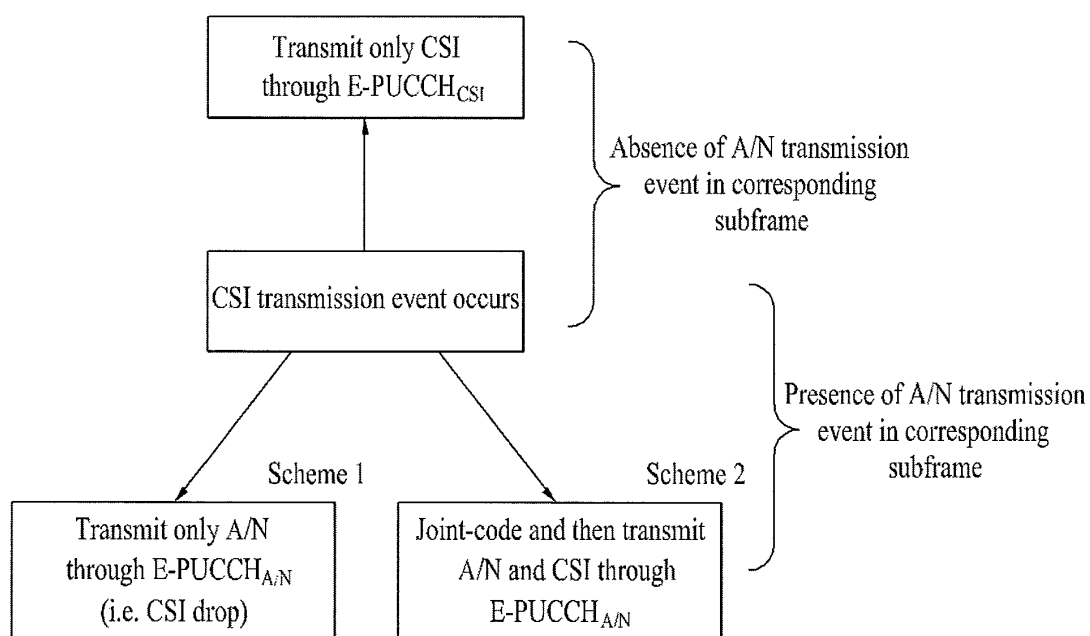 Transmit only CSI
through E-PUCCH_CSI
Absence of A/N transmission
event in corresponding
subframe
CSI transmission event occurs
Presence of A/N transmission
event in corresponding
subframe
Scheme 1
Scheme 2
Transmit only A/N
through E-PUCCH_A/N
(i.e. CSI drop)
Joint-code and then transmit
A/N and CSI through
E-PUCCH_A/N